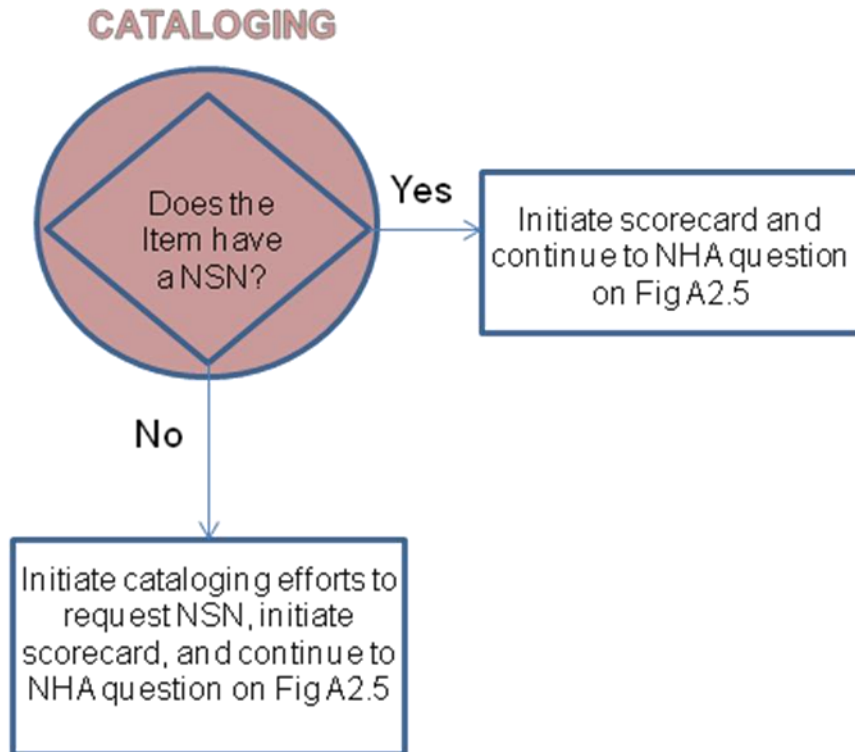 CATALOGING
Does the
Item have
a NSN?
Yes
Initiate scorecard and
continue to NHA question
on Fig A2.5
No
Initiate cataloging efforts to
request NSN, initiate
scorecard, and continue to
NHA question on Fig A2.5